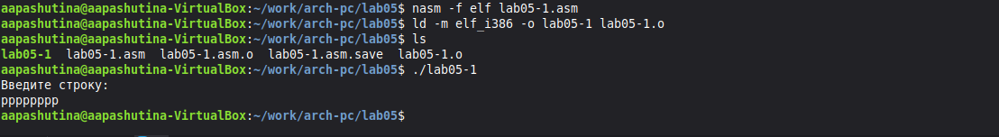 aapashutina@aapashutina-VirtualBox:~/work/arch-pc/lab05$ nasm -f elf lab05-1.asm
aapashutina@aapashutina-VirtualBox:~/work/arch-pc/lab05$ ld -m elf_i386 -o lab05-1 lab05-1.o
aapashutina@aapashutina-VirtualBox:~/work/arch-pc/lab05$ ls
lab05-1  lab05-1.asm  lab05-1.asm.o  lab05-1.asm.save  lab05-1.o
aapashutina@aapashutina-VirtualBox:~/work/arch-pc/lab05$ ./lab05-1
Введите строку:
рррррррр
aapashutina@aapashutina-VirtualBox:~/work/arch-pc/lab05$